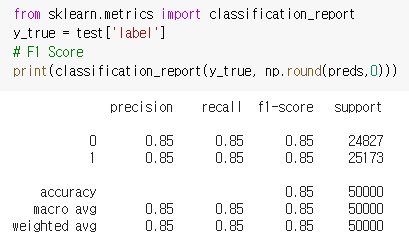 from sklearn.metrics import classification_report
y_true = test['label']
# F1 Score
print(classification_report(y_true, np.round(preds,0)))
precision recall f1-score support
0 0.85 0.85 0.85 24827
1 0.85 0.85 0.85 25173
accuracy 0.85 50000
macro avg 0.85 0.85 0.85 50000
weighted avg 0.85 0.85 0.85 50000